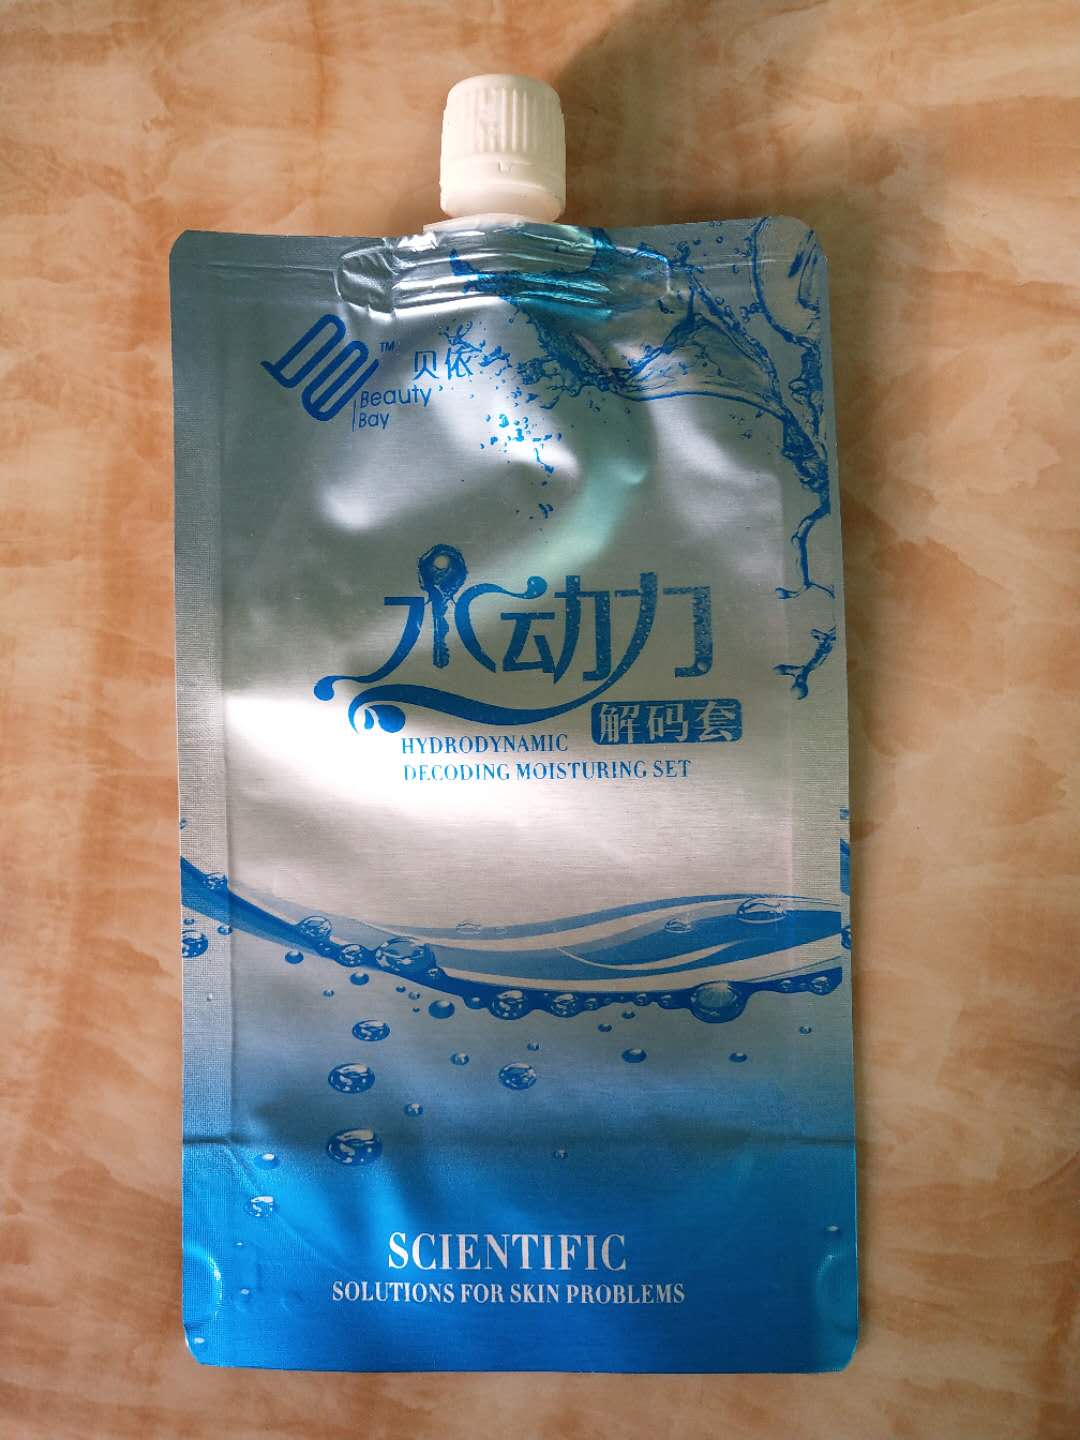 TM 贝依
Beauty
Bay
水动力
解码套
HYDRODYNAMIC
DECODING MOISTURING SET
SCIENTIFIC
SOLUTIONS FOR SKIN PROBLEMS